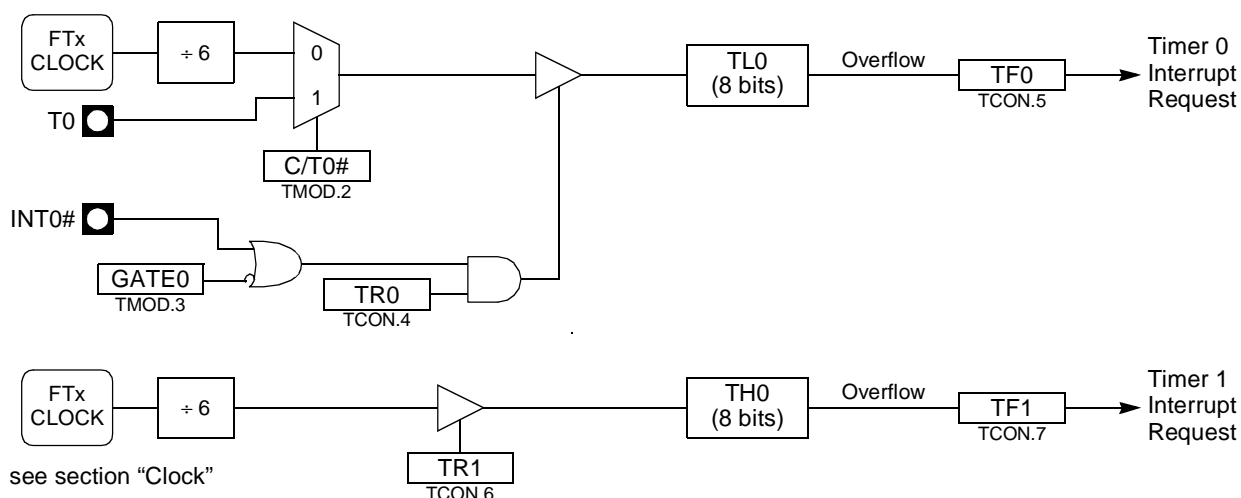 FTx
CLOCK
÷ 6
0
1
T0
C/T0#
TMOD.2
TL0
(8 bits)
Overflow
TF0
TCON.5
Timer 0
Interrupt
Request
INT0#
GATE0
TMOD.3
TR0
TCON.4
FTx
CLOCK
÷ 6
TR1
TCON.6
TH0
(8 bits)
Overflow
TF1
TCON.7
Timer 1
Interrupt
Request
see section “Clock”